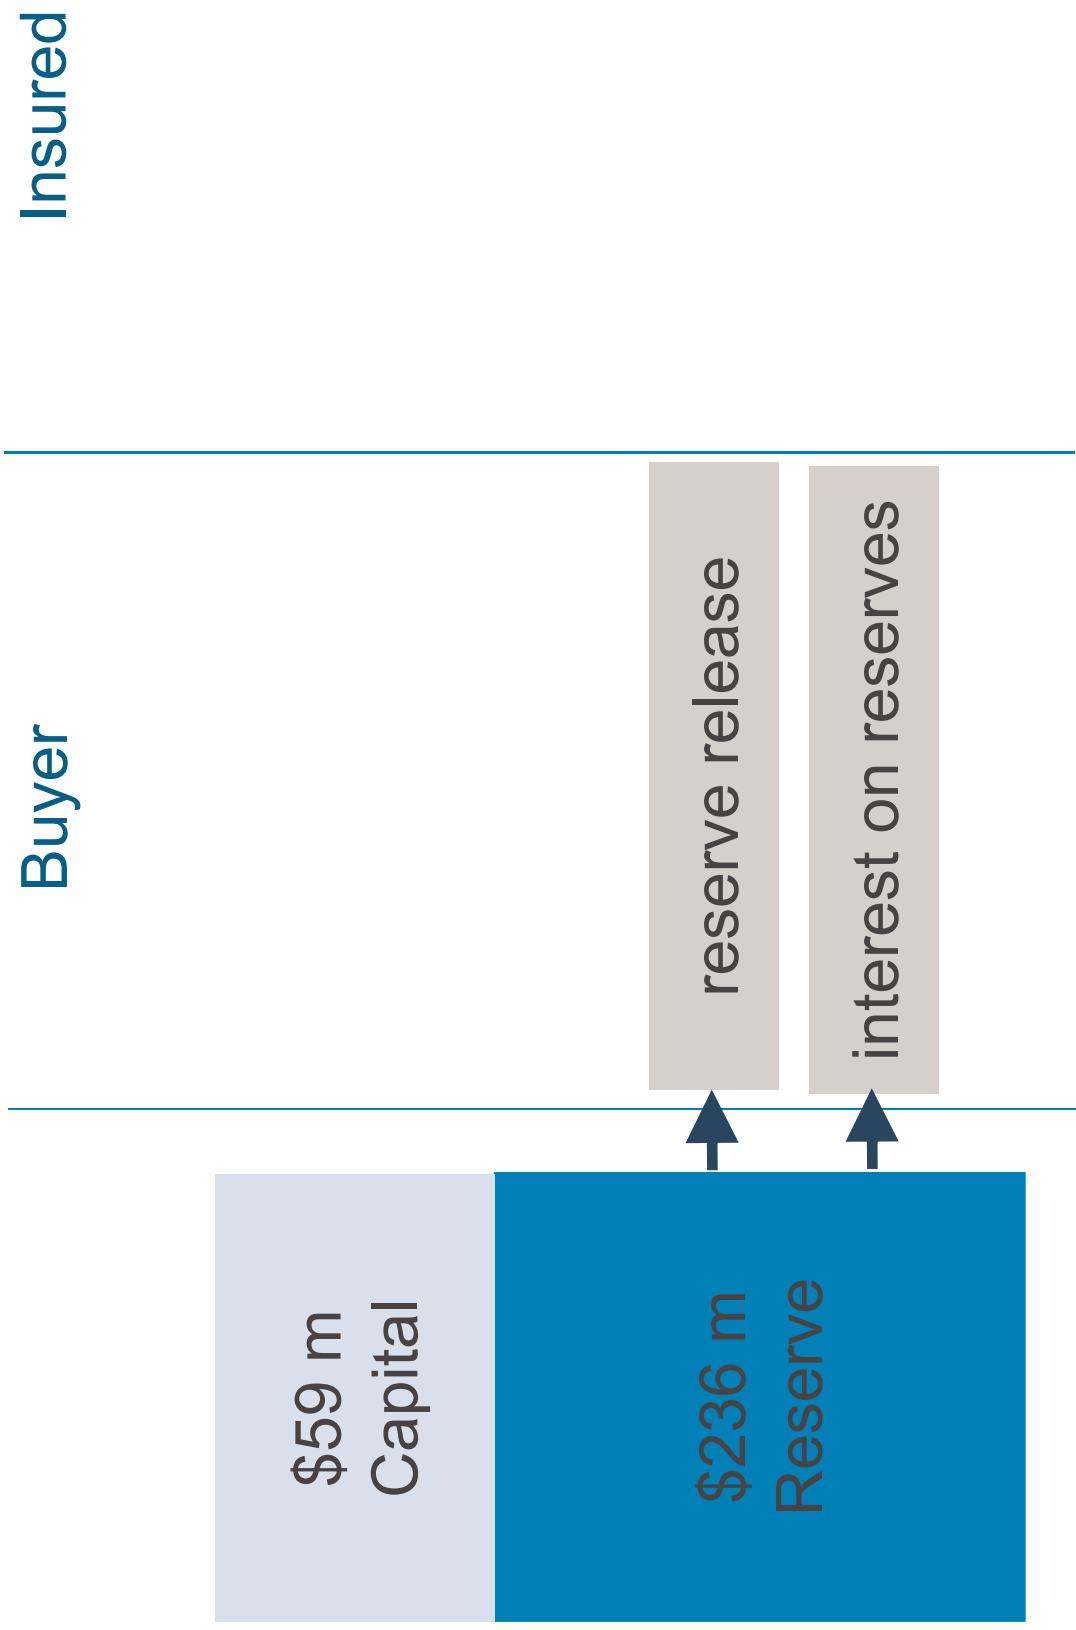 Buyer
Insured
$59 m
Capital
$236 m
Reserve
reserve release
interest on reserves